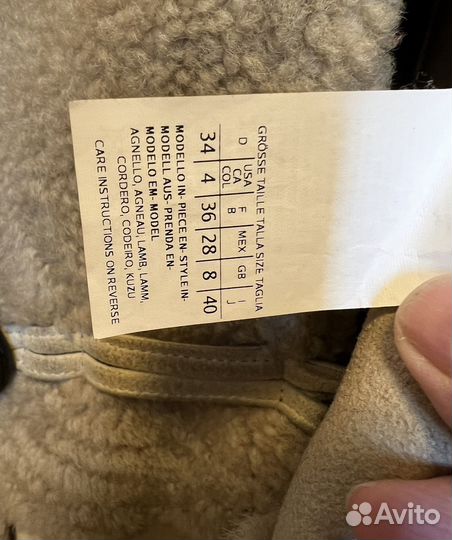 GRÖSSE TAILLE TALLA SIZE TAGLIA
D USA CA COL F B MEX GB I J
34 4 36 28 8 40
MODELLO IN- PIECE EN- STYLE IN-
MODELL AUS- PRENDA EN-
MODELO EM- MODEL
AGNELLO, AGNEAU, LAMB, LAMM,
CORDERO, CODEIRO, KUZU
CARE INSTRUCTIONS ON REVERSE
Avito